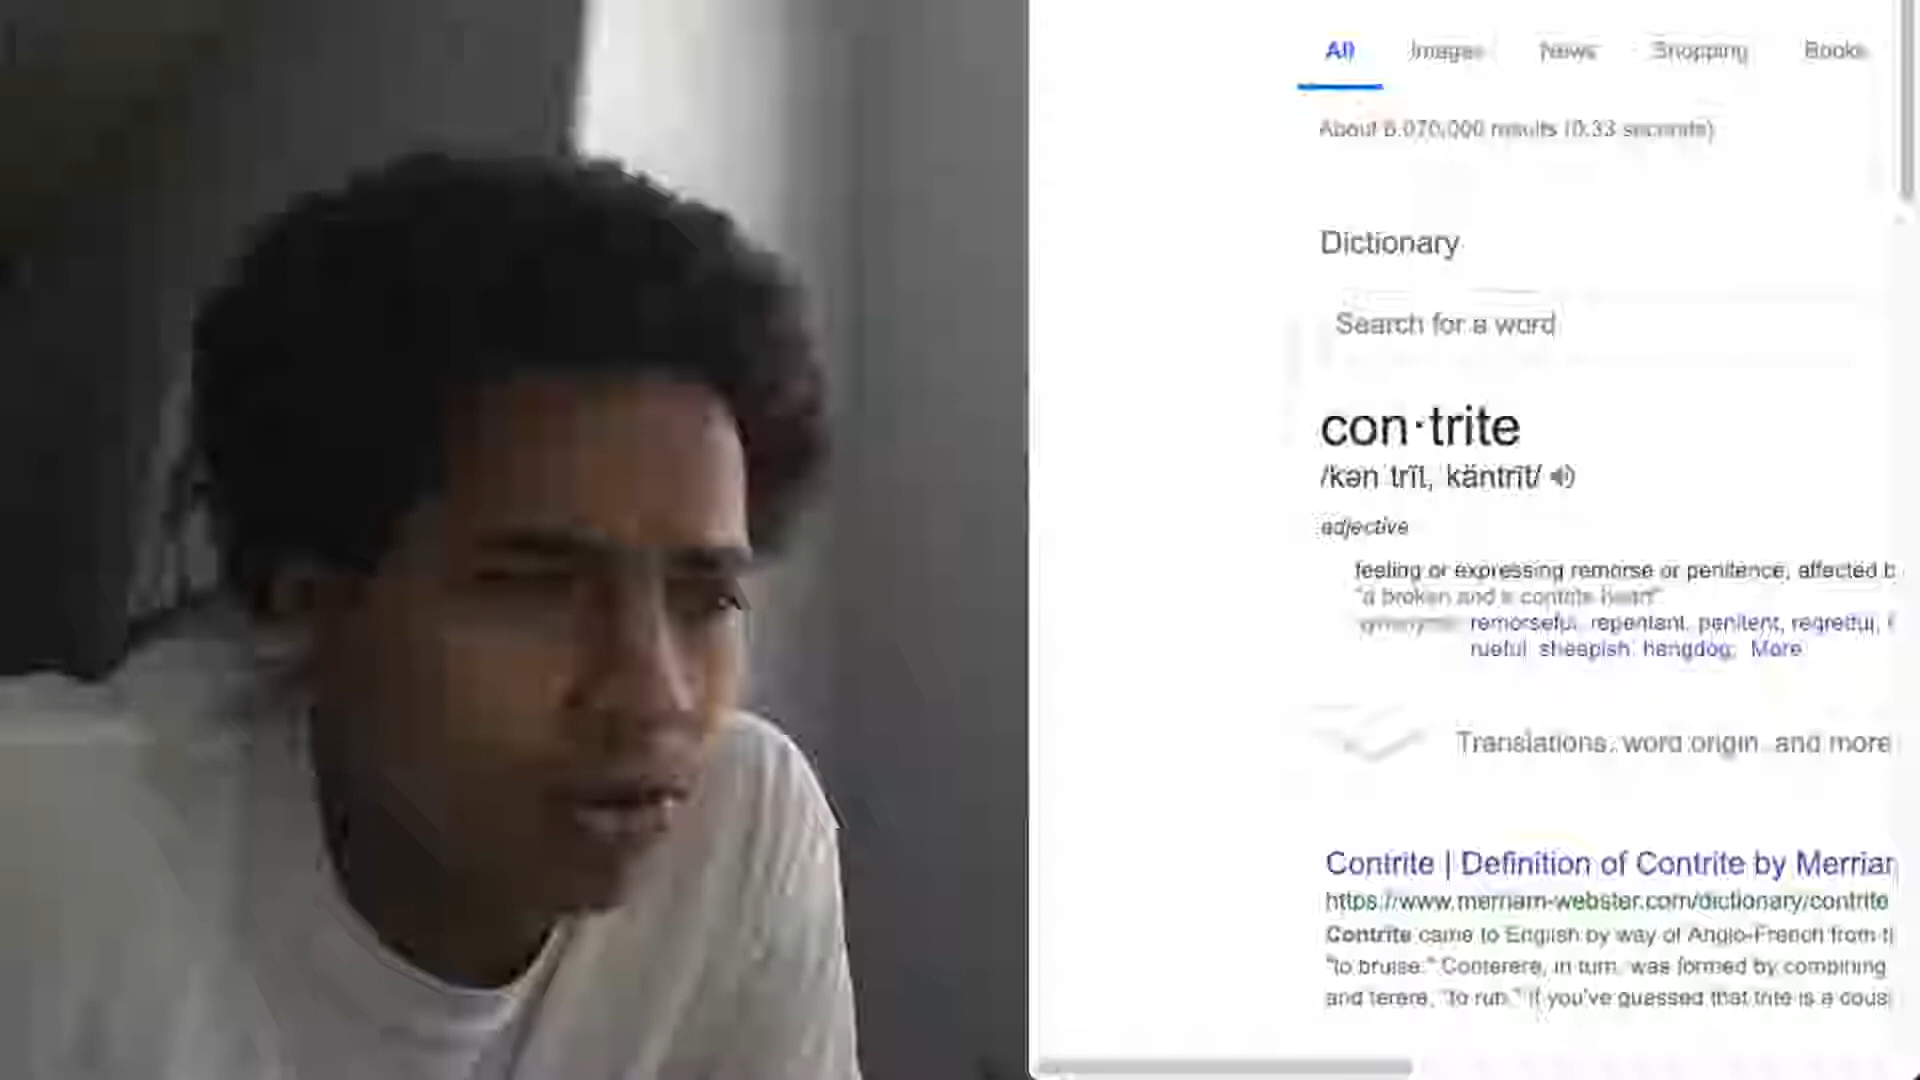 All Images News Shopping Books
About 6,070,000 results (0.33 seconds)
Dictionary
Search for a word
con·trite
/kən ˈtrīt, ˈkäntrīt/
adjective
feeling or expressing remorse or penitence, affected b
"a broken and a contrite heart"
synonyms: remorseful, repentant, penitent, regretful,
rueful, sheepish, hangdog; More
Translations, word origin, and more
Contrite | Definition of Contrite by Merriam
https://www.merriam-webster.com/dictionary/contrite
Contrite came to English by way of Anglo-French from
"to bruise." Conterere, in turn, was formed by combining
and terere, "to rub." If you've guessed that trite is a